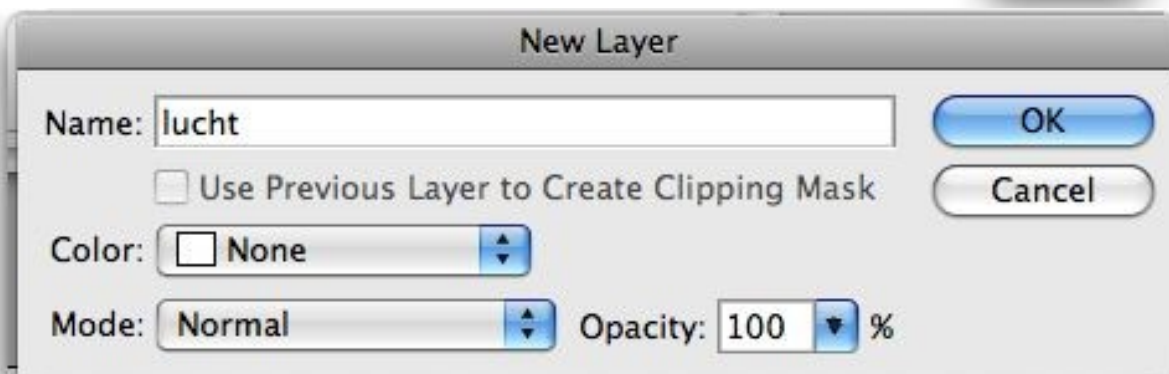 New Layer
Name: lucht
OK
Use Previous Layer to Create Clipping Mask
Cancel
Color: None
Mode: Normal Opacity: 100 %